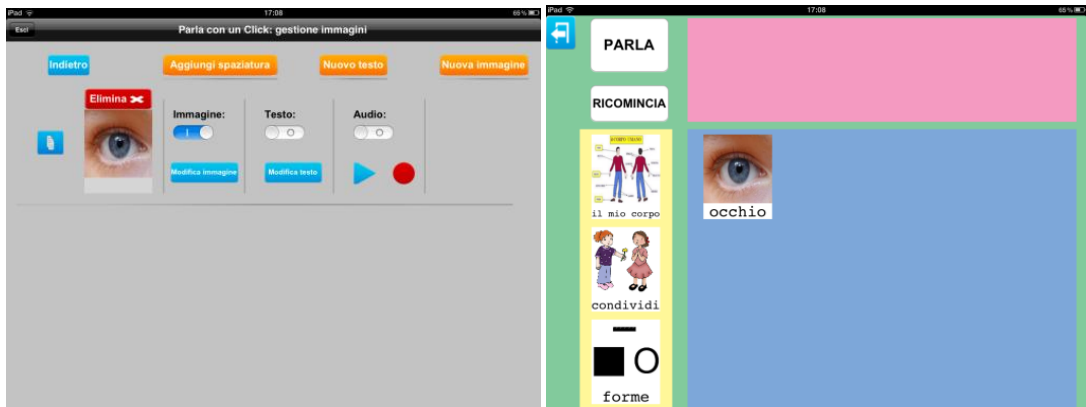 iPad 17:08 66 %
Esci Parla con un Click: gestione immagini
Indietro Aggiungi spaziatura Nuovo testo Nuova immagine
Elimina
Immagine: Testo: Audio:
Modifica immagine Modifica testo
iPad 17:08 65 %
PARLA
RICOMINCIA
il mio corpo
occhio
condividi
forme